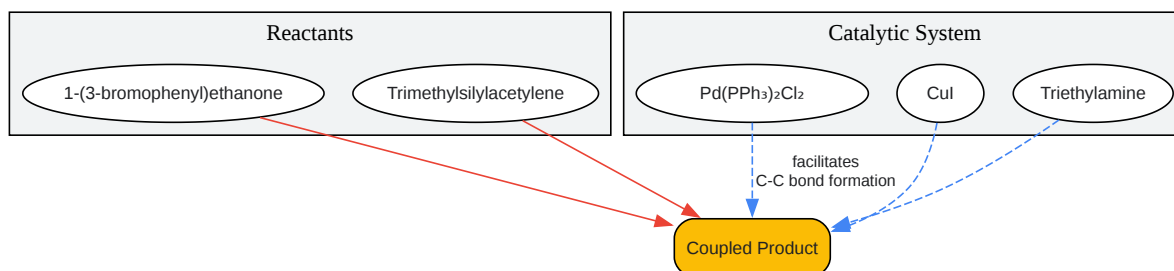 Reactants
Catalytic System
1-(3-bromophenyl)ethanone
Trimethylsilylacetylene
Pd(PPh₃)₂Cl₂
CuI
Triethylamine
facilitates
C-C bond formation
Coupled Product